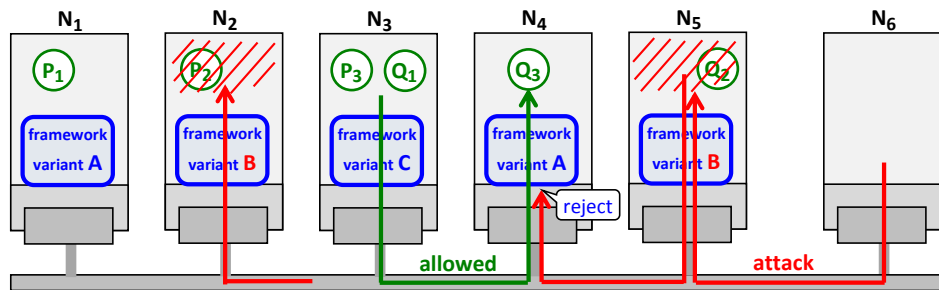 N1 N2 N3 N4 N5 N6
P1 P2 P3 Q1 Q3 Q2
framework framework framework framework framework
variant A variant B variant C variant A variant B
reject
allowed attack